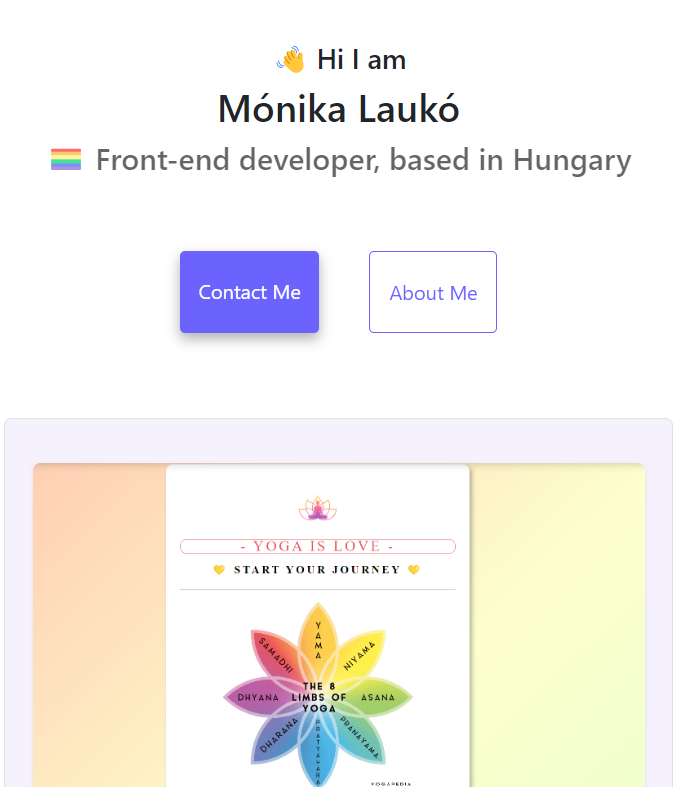 👋 Hi I am
Mónika Laukó
Front-end developer, based in Hungary
Contact Me
About Me
- YOGA IS LOVE -
💛 START YOUR JOURNEY 💛
YAMA
SAMADHI
NIYAMA
DHYANA
THE 8
LIMBS OF
YOGA
ASANA
DHARANA
PRATYAHARA
PRANAYAMA
YOGAPEDIA